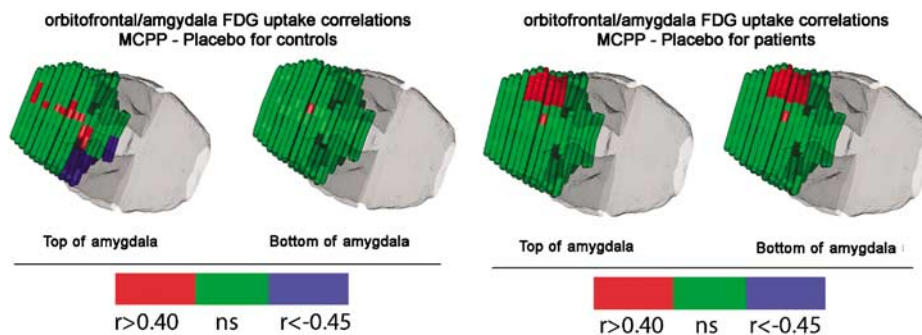 orbitofrontal/amgydala FDG uptake correlations
MCPP - Placebo for controls
Top of amygdala
Bottom of amygdala
r>0.40 ns r<-0.45
orbitofrontal/amygdala FDG uptake correlations
MCPP - Placebo for patients
Top of amygdala
Bottom of amygdala
r>0.40 ns r<-0.45